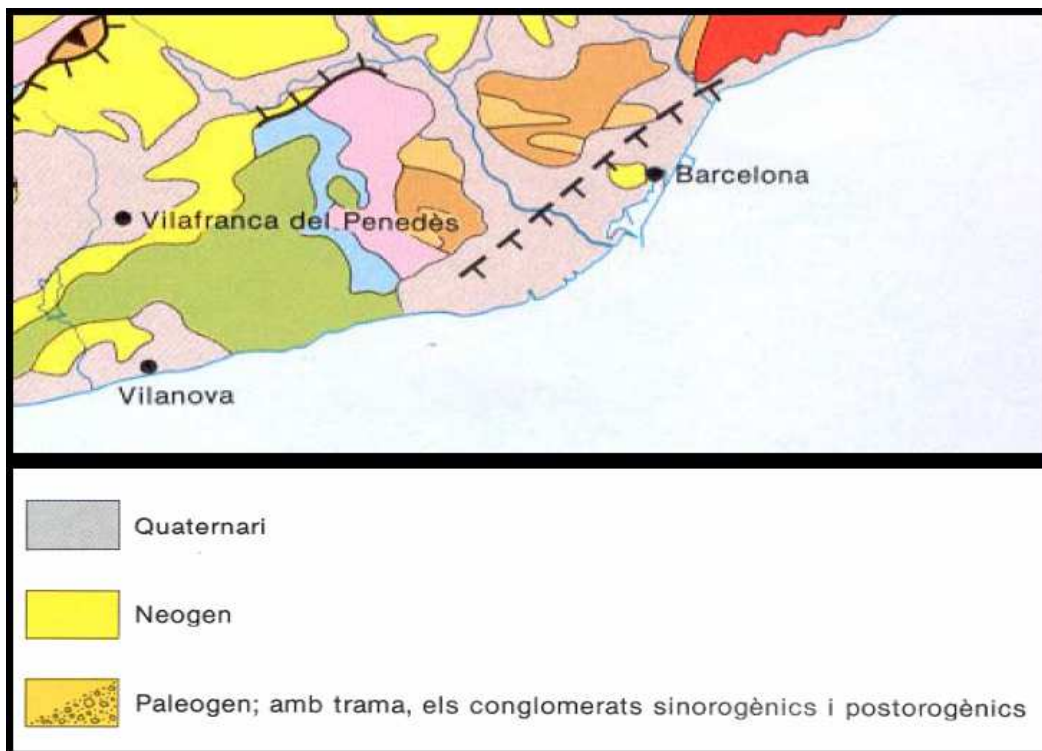 Barcelona
Vilafranca del Penedès
Vilanova
Quaternari
Neogen
Paleogen; amb trama, els conglomerats sinorogènics i postorogènics